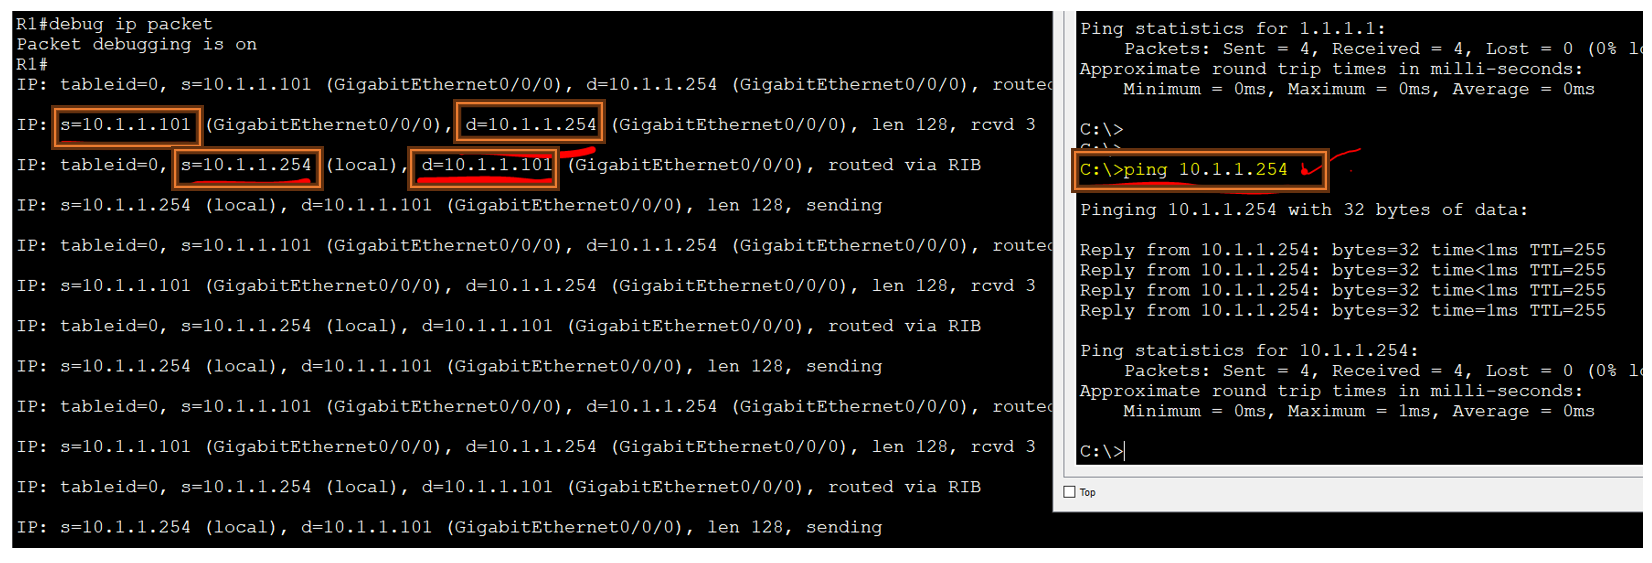 R1#debug ip packet
Packet debugging is on
R1#
IP: tableid=0, s=10.1.1.101 (GigabitEthernet0/0/0), d=10.1.1.254 (GigabitEthernet0/0/0), routed
IP: s=10.1.1.101 (GigabitEthernet0/0/0), d=10.1.1.254 (GigabitEthernet0/0/0), len 128, rcvd 3
IP: tableid=0, s=10.1.1.254 (local), d=10.1.1.101 (GigabitEthernet0/0/0), routed via RIB
IP: s=10.1.1.254 (local), d=10.1.1.101 (GigabitEthernet0/0/0), len 128, sending
IP: tableid=0, s=10.1.1.101 (GigabitEthernet0/0/0), d=10.1.1.254 (GigabitEthernet0/0/0), routed
IP: s=10.1.1.101 (GigabitEthernet0/0/0), d=10.1.1.254 (GigabitEthernet0/0/0), len 128, rcvd 3
IP: tableid=0, s=10.1.1.254 (local), d=10.1.1.101 (GigabitEthernet0/0/0), routed via RIB
IP: s=10.1.1.254 (local), d=10.1.1.101 (GigabitEthernet0/0/0), len 128, sending
IP: tableid=0, s=10.1.1.101 (GigabitEthernet0/0/0), d=10.1.1.254 (GigabitEthernet0/0/0), routed
IP: s=10.1.1.101 (GigabitEthernet0/0/0), d=10.1.1.254 (GigabitEthernet0/0/0), len 128, rcvd 3
IP: tableid=0, s=10.1.1.254 (local), d=10.1.1.101 (GigabitEthernet0/0/0), routed via RIB
IP: s=10.1.1.254 (local), d=10.1.1.101 (GigabitEthernet0/0/0), len 128, sending
Ping statistics for 1.1.1.1:
Packets: Sent = 4, Received = 4, Lost = 0 (0% lo
Approximate round trip times in milli-seconds:
Minimum = 0ms, Maximum = 0ms, Average = 0ms
C:\>
C:\>
C:\>ping 10.1.1.254
Pinging 10.1.1.254 with 32 bytes of data:
Reply from 10.1.1.254: bytes=32 time<1ms TTL=255
Reply from 10.1.1.254: bytes=32 time<1ms TTL=255
Reply from 10.1.1.254: bytes=32 time<1ms TTL=255
Reply from 10.1.1.254: bytes=32 time=1ms TTL=255
Ping statistics for 10.1.1.254:
Packets: Sent = 4, Received = 4, Lost = 0 (0% lo
Approximate round trip times in milli-seconds:
Minimum = 0ms, Maximum = 1ms, Average = 0ms
C:\>
Top